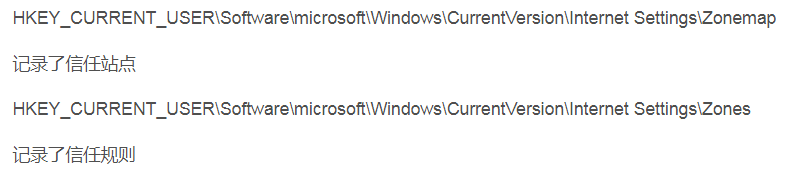 HKEY_CURRENT_USER\Software\microsoft\Windows\CurrentVersion\Internet Settings\Zonemap
记录了信任站点
HKEY_CURRENT_USER\Software\microsoft\Windows\CurrentVersion\Internet Settings\Zones
记录了信任规则